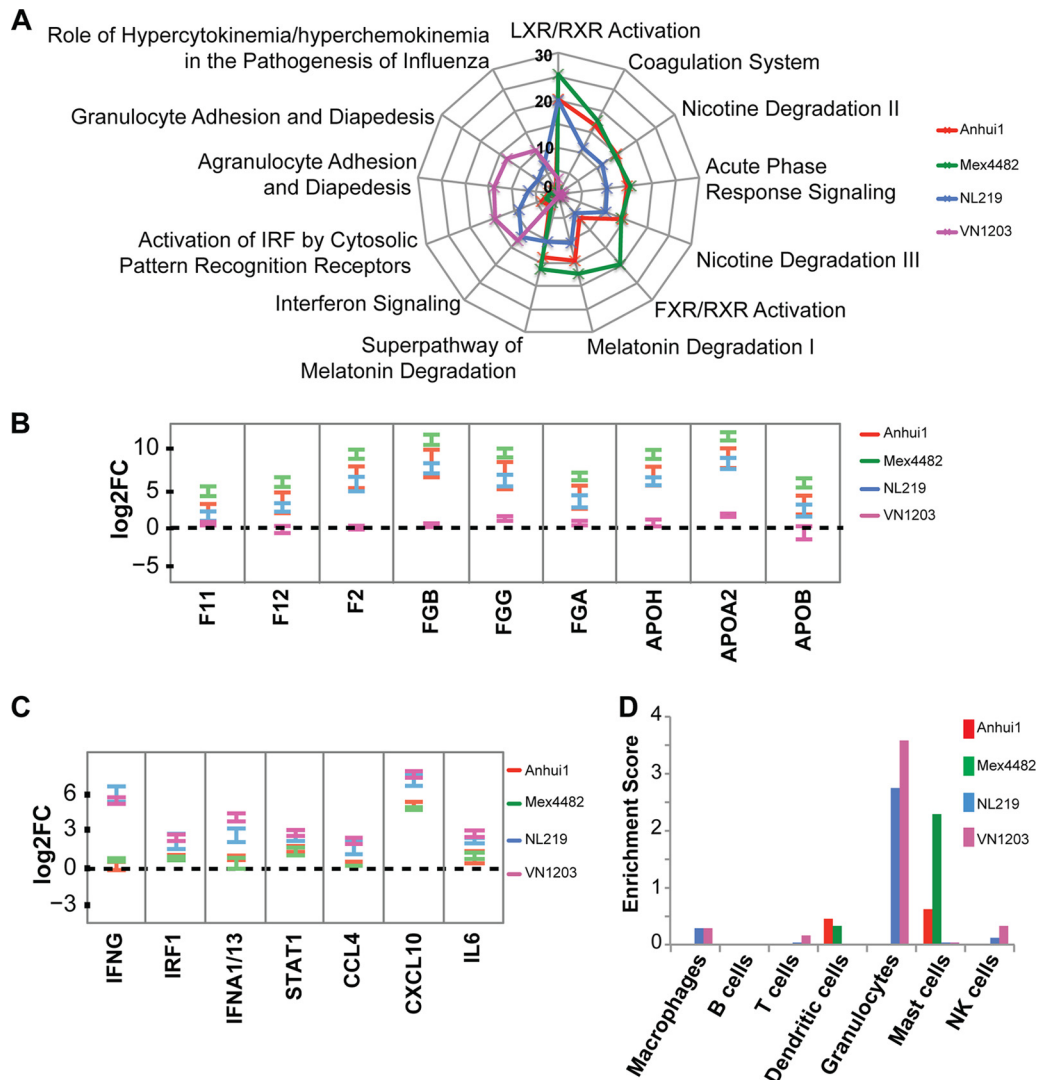 A
Role of Hypercytokinemia/hyperchemokinemia
in the Pathogenesis of Influenza
LXR/RXR Activation
Coagulation System
Nicotine Degradation II
Acute Phase
Response Signaling
Nicotine Degradation III
FXR/RXR Activation
Melatonin Degradation I
Superpathway of
Melatonin Degradation
Interferon Signaling
Activation of IRF by Cytosolic
Pattern Recognition Receptors
Agranulocyte Adhesion
and Diapedesis
Granulocyte Adhesion and Diapedesis
30
20
10
0
Anhui1
Mex4482
NL219
VN1203
B
log2FC
10
5
0
−5
F11
F12
F2
FGB
FGG
FGA
APOH
APOA2
APOB
Anhui1
Mex4482
NL219
VN1203
C
log2FC
6
3
0
−3
IFNG
IRF1
IFNA1/13
STAT1
CCL4
CXCL10
IL6
Anhui1
Mex4482
NL219
VN1203
D
Enrichment Score
4
3
2
1
0
Macrophages
B cells
T cells
Dendritic cells
Granulocytes
Mast cells
NK cells
Anhui1
Mex4482
NL219
VN1203